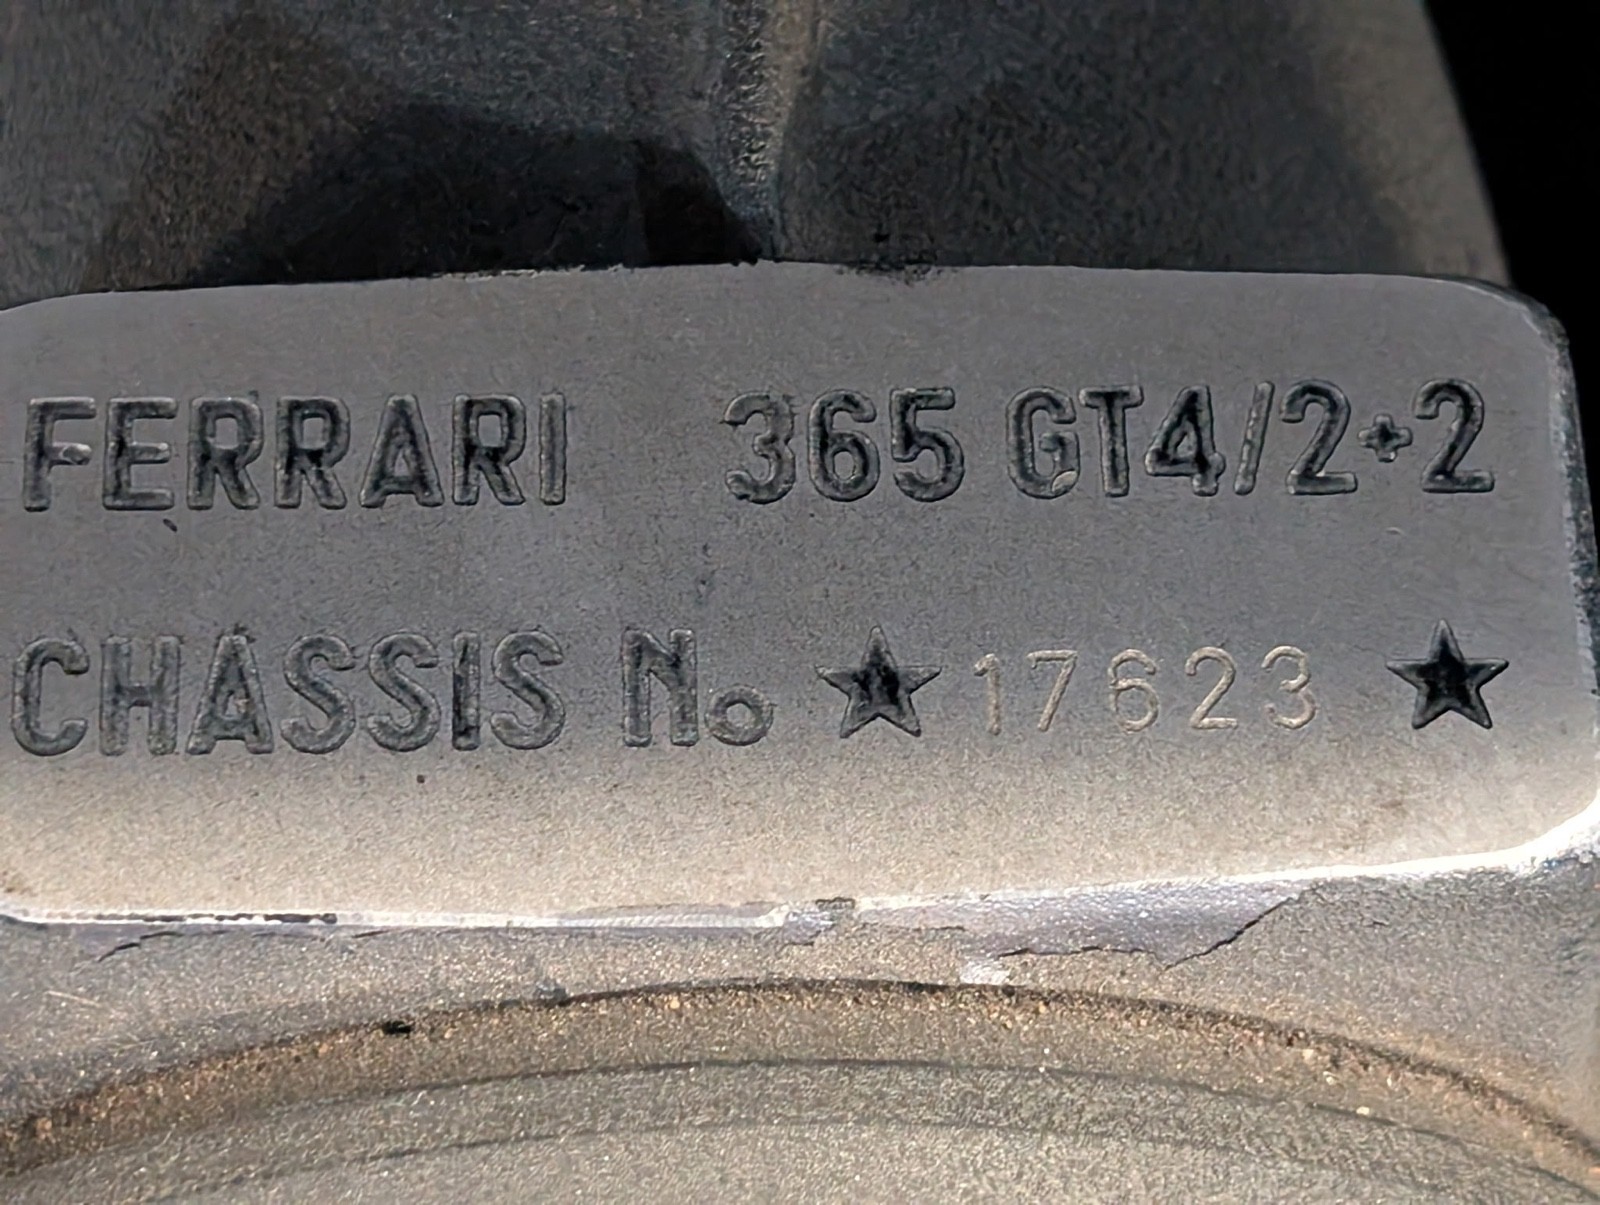 FERRARI 365 GT4/2+2
CHASSIS No ★ 17623 ★